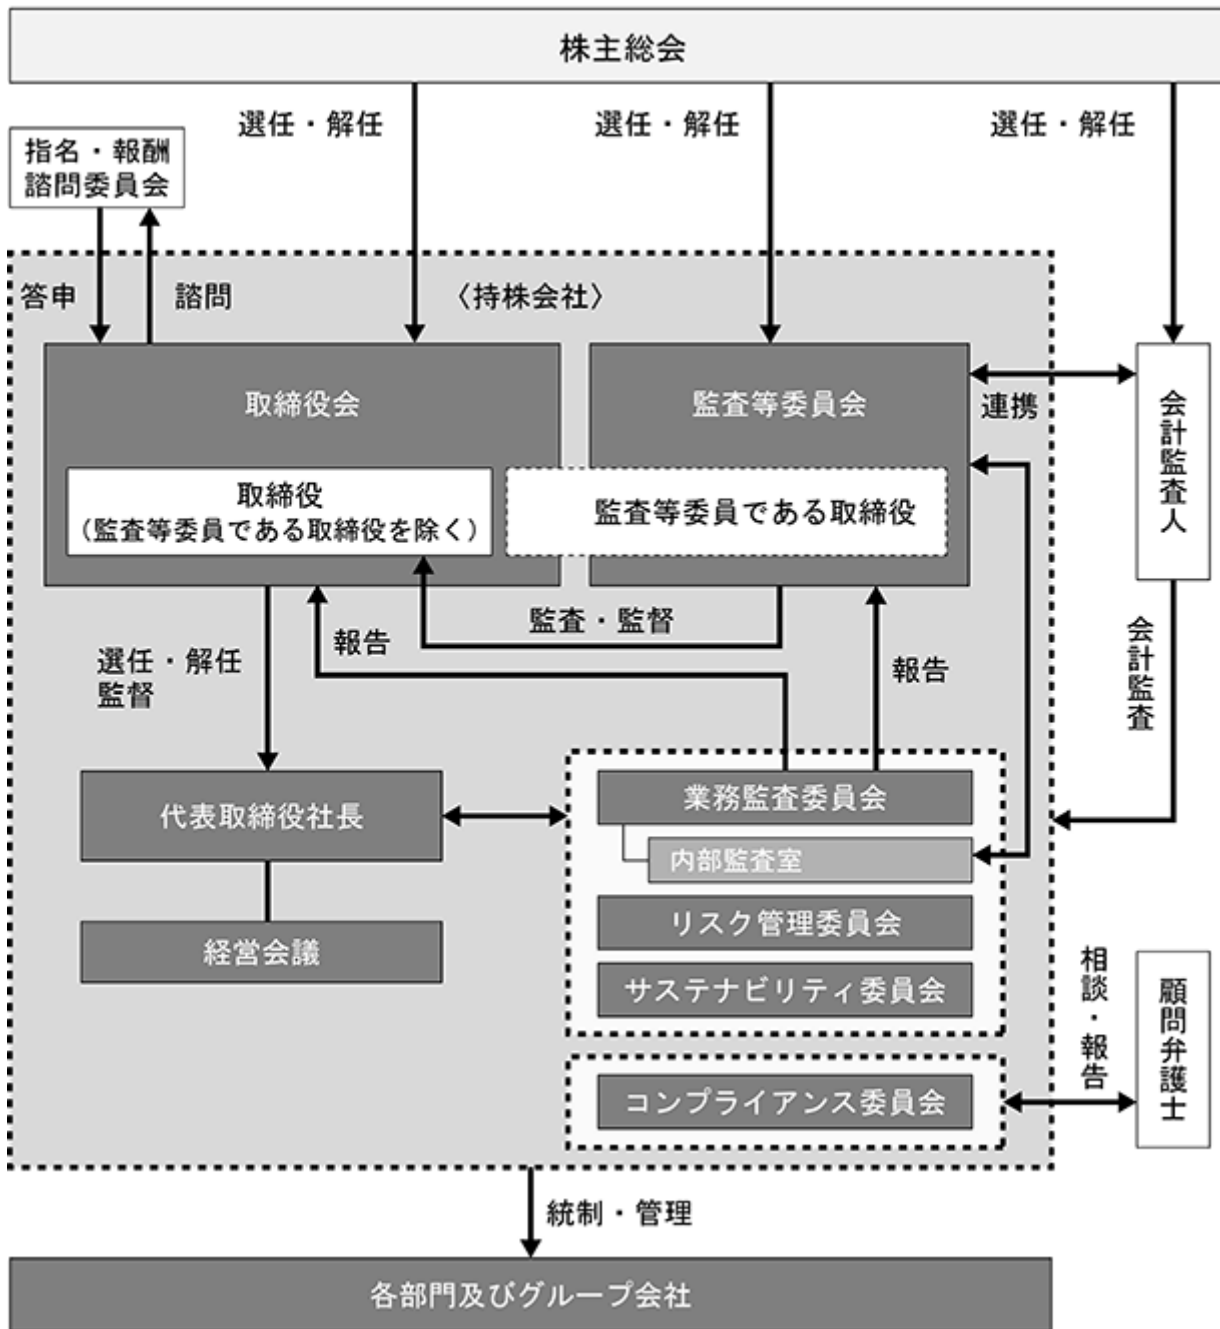 株主総会
選任・解任
選任・解任
選任・解任
指名・報酬
諮問委員会
答申
諮問
〈持株会社〉
取締役会
監査等委員会
連携
会計監査人
取締役
(監査等委員である取締役を除く)
監査等委員である取締役
監査・監督
報告
選任・解任
監督
報告
会計監査
代表取締役社長
業務監査委員会
内部監査室
リスク管理委員会
経営会議
サステナビリティ委員会
相談・報告
顧問弁護士
コンプライアンス委員会
統制・管理
各部門及びグループ会社